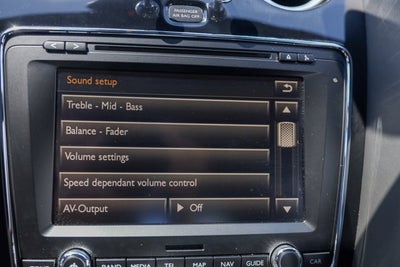 PASSENGER
AIR BAG OFF
Sound setup
Treble - Mid - Bass
Balance - Fader
Volume settings
Speed dependant volume control
AV-Output
Off
BAND MEDIA TEL MAP NAV GUIDE CAR